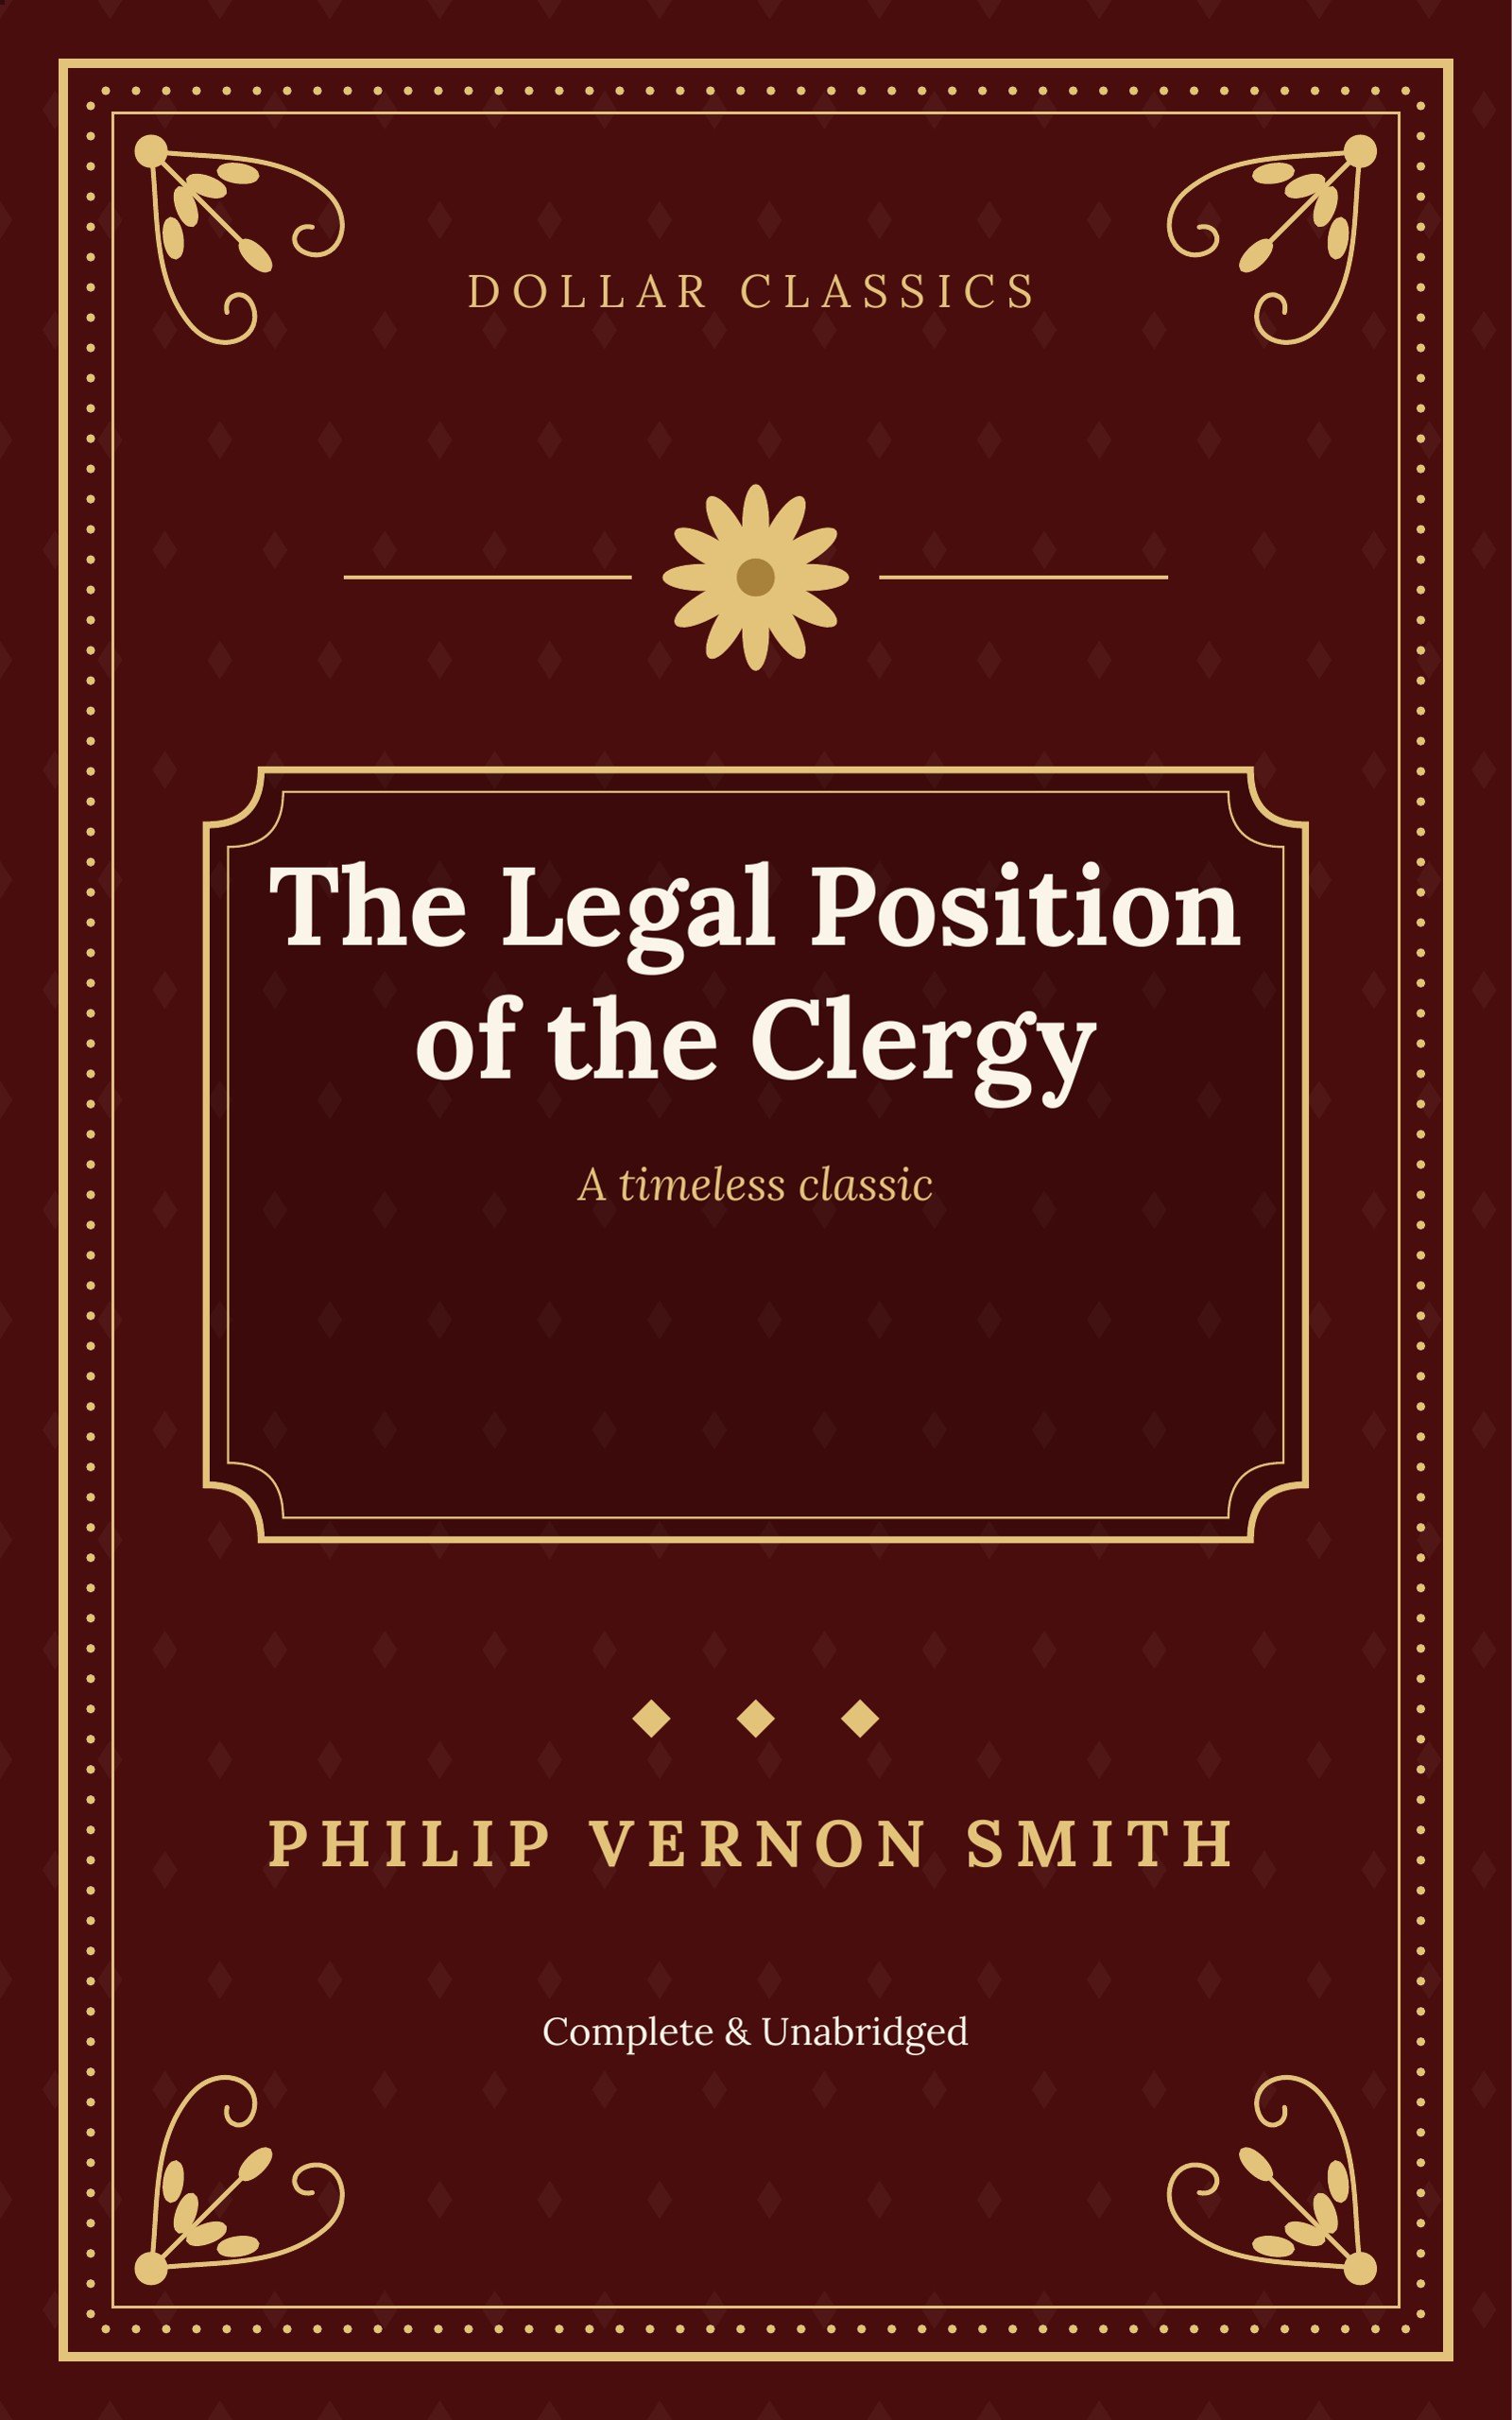 DOLLAR CLASSICS
The Legal Position
of the Clergy
A timeless classic
PHILIP VERNON SMITH
Complete & Unabridged